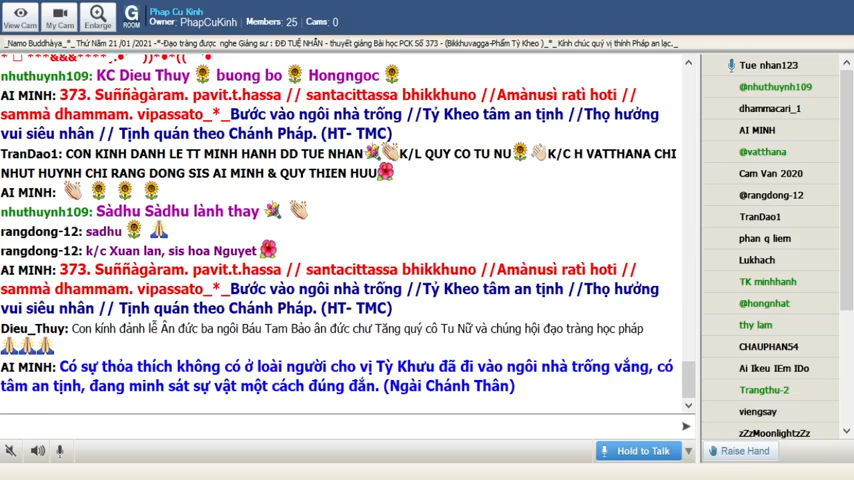 View Cam
My Cam
Enlarge
G
ROOM
Phap Cu Kinh
Owner: PhapCuKinh , Members: 25 | Cams: 0
_Namo Buddhàya_*_ Thứ Năm 21 /01 /2021 -*-Đạo tràng được nghe Giảng sư : ĐĐ TUỆ NHÂN - thuyết giảng Bài học PCK Số 373 - (Bikkhuvagga-Phẩm Tỳ Kheo )_*_ Kính chúc quý vị thính Pháp an lạc._
nhuthuynh109: KC Dieu Thuy buong bo Hongngoc
AI MINH: 373. Suññàgàram. pavit.t.hassa // santacittassa bhikkhuno //Amànusì ratì hoti //
sammà dhammam. vipassato_*_Bước vào ngôi nhà trống //Tỷ Kheo tâm an tịnh //Thọ hưởng
vui siêu nhân // Tịnh quán theo Chánh Pháp. (HT- TMC)
TranDao1: CON KINH DANH LE TT MINH HANH DD TUE NHAN K/L QUY CO TU NU K/C H VATTHANA CHI
NHUT HUYNH CHI RANG DONG SIS AI MINH & QUY THIEN HUU
AI MINH:
nhuthuynh109: Sàdhu Sàdhu lành thay
rangdong-12: sadhu
rangdong-12: k/c Xuan lan, sis hoa Nguyet
AI MINH: 373. Suññàgàram. pavit.t.hassa // santacittassa bhikkhuno //Amànusì ratì hoti //
sammà dhammam. vipassato_*_Bước vào ngôi nhà trống //Tỷ Kheo tâm an tịnh //Thọ hưởng
vui siêu nhân // Tịnh quán theo Chánh Pháp. (HT- TMC)
Dieu_Thuy: Con kính đảnh lễ Ân đức ba ngôi Báu Tam Bảo ân đức chư Tăng quý cô Tu Nữ và chúng hội đạo tràng học pháp
AI MINH: Có sự thỏa thích không có ở loài người cho vị Tỳ Khưu đã đi vào ngôi nhà trống vắng, có
tâm an tịnh, đang minh sát sự vật một cách đúng đắn. (Ngài Chánh Thân)
Hold to Talk
Tue nhan123
@nhuthuynh109
dhammacari_1
AI MINH
@vatthana
Cam Van 2020
@rangdong-12
TranDao1
phan q liem
Lukhach
TK minhhanh
@hongnhat
thy lam
CHAUPHAN54
Ai Ikeu IEm IDo
Trangthu-2
viengsay
zZzMoonlightzZz
Raise Hand